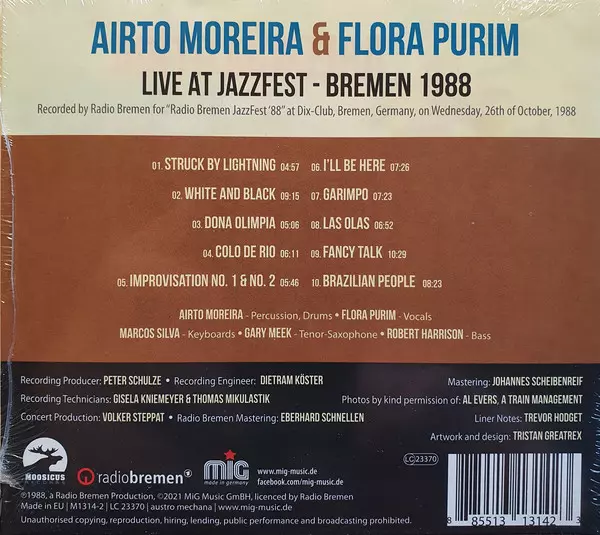 AIRTO MOREIRA & FLORA PURIM
LIVE AT JAZZFEST - BREMEN 1988
Recorded by Radio Bremen for "Radio Bremen JazzFest '88" at Dix-Club, Bremen, Germany, on Wednesday, 26th of October, 1988
01. STRUCK BY LIGHTNING 04:57
02. WHITE AND BLACK 09:15
03. DONA OLIMPIA 05:06
04. COLO DE RIO 06:11
05. IMPROVISATION NO. 1 & NO. 2 05:46
06. I'LL BE HERE 07:26
07. GARIMPO 07:23
08. LAS OLAS 06:52
09. FANCY TALK 10:29
10. BRAZILIAN PEOPLE 08:23
AIRTO MOREIRA - Percussion, Drums • FLORA PURIM - Vocals
MARCOS SILVA - Keyboards • GARY MEEK - Tenor-Saxophone • ROBERT HARRISON - Bass
Recording Producer: PETER SCHULZE • Recording Engineer: DIETRAM KÖSTER
Recording Technicians: GISELA KNIEMEYER & THOMAS MIKULASTIK
Concert Production: VOLKER STEPPAT • Radio Bremen Mastering: EBERHARD SCHNELLEN
Mastering: JOHANNES SCHEIBENREIF
Photos by kind permission of: AL EVERS, A TRAIN MANAGEMENT
Liner Notes: TREVOR HODGET
Artwork and design: TRISTAN GREATREX
MOOSICUS
RECORDS
radiobremen
MIG
made in germany
www.mig-music.de
facebook.com/mig-music.de
LC 23370
©1988, a Radio Bremen Production, ©2021 MiG Music GmbH, licenced by Radio Bremen
Made in EU | M1314-2 | LC 23370 | austro mechana | www.mig-music.de
Unauthorised copying, reproduction, hiring, lending, public performance and broadcasting prohibited.
8 85513 13142 3